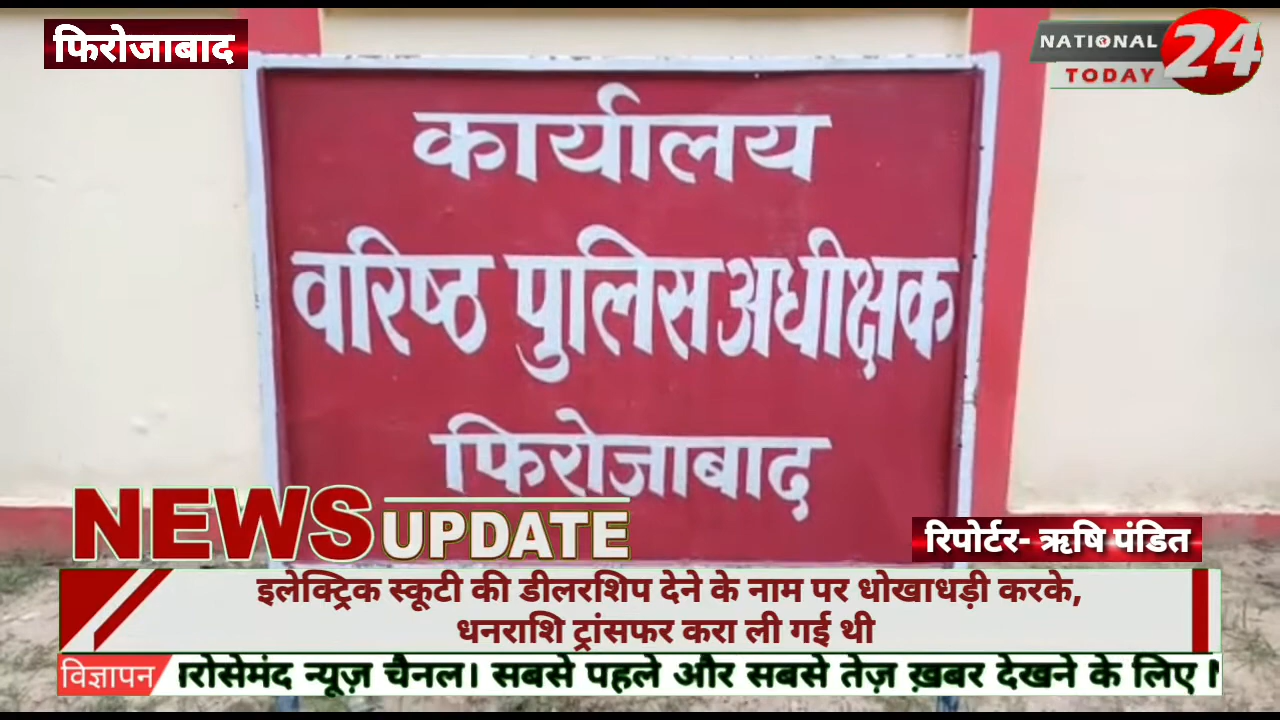 फिरोजाबाद
NATIONAL
TODAY
24
कार्यालय
वरिष्ठ पुलिस अधीक्षक
फिरोजाबाद
NEWS UPDATE
रिपोर्टर- ऋषि पंडित
इलेक्ट्रिक स्कूटी की डीलरशिप देने के नाम पर धोखाधड़ी करके,
धनराशि ट्रांसफर करा ली गई थी
विज्ञापन
न्यूज़ चैनल। सबसे पहले और सबसे तेज़ ख़बर देखने के लिए